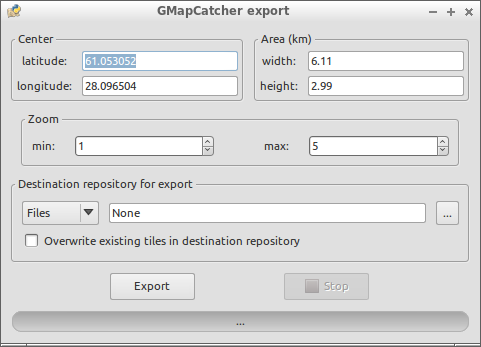 GMapCatcher export
Center
latitude: 61.053052
longitude: 28.096504
Area (km)
width: 6.11
height: 2.99
Zoom
min: 1 max: 5
Destination repository for export
Files None ...
Overwrite existing tiles in destination repository
Export Stop
...